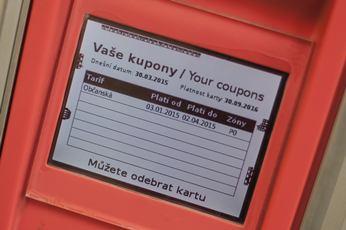 Vaše kupony / Your coupons
Dnešní datum 30.03.2015 Platnost karty 30.09.2016
Tarif Platí od Platí do Zóny
Občanská 03.01.2015 02.04.2015 P0
Můžete odebrat kartu